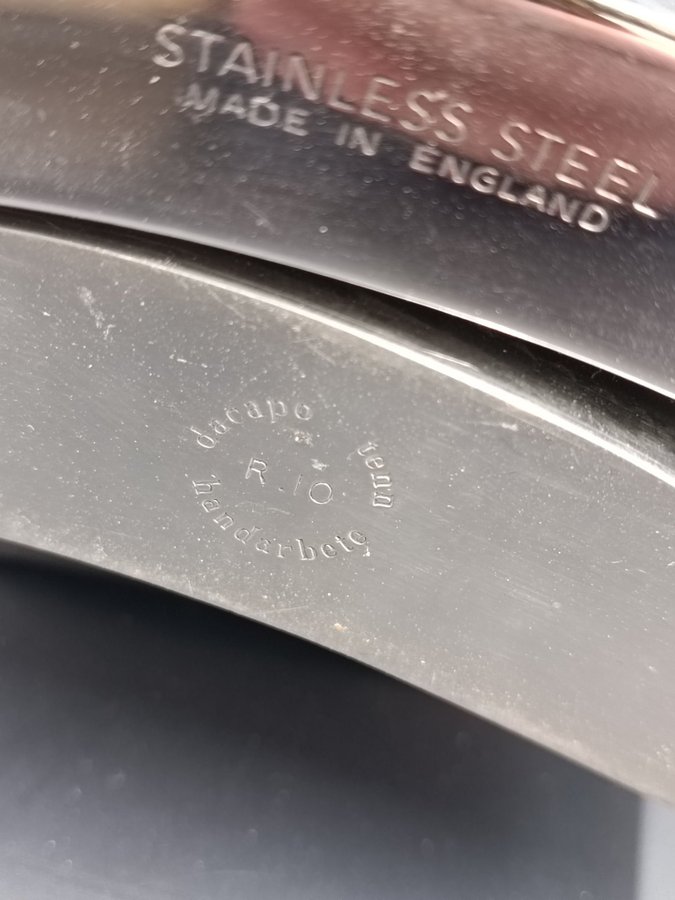 STAINLESS STEEL
MADE IN ENGLAND
dacapo tenn
R.10
handarbete